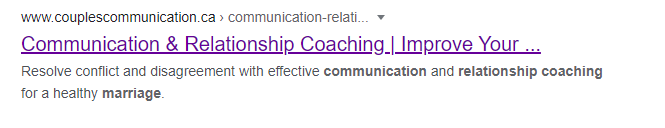 www.couplescommunication.ca › communication-relati...
Communication & Relationship Coaching | Improve Your ...
Resolve conflict and disagreement with effective communication and relationship coaching
for a healthy marriage.